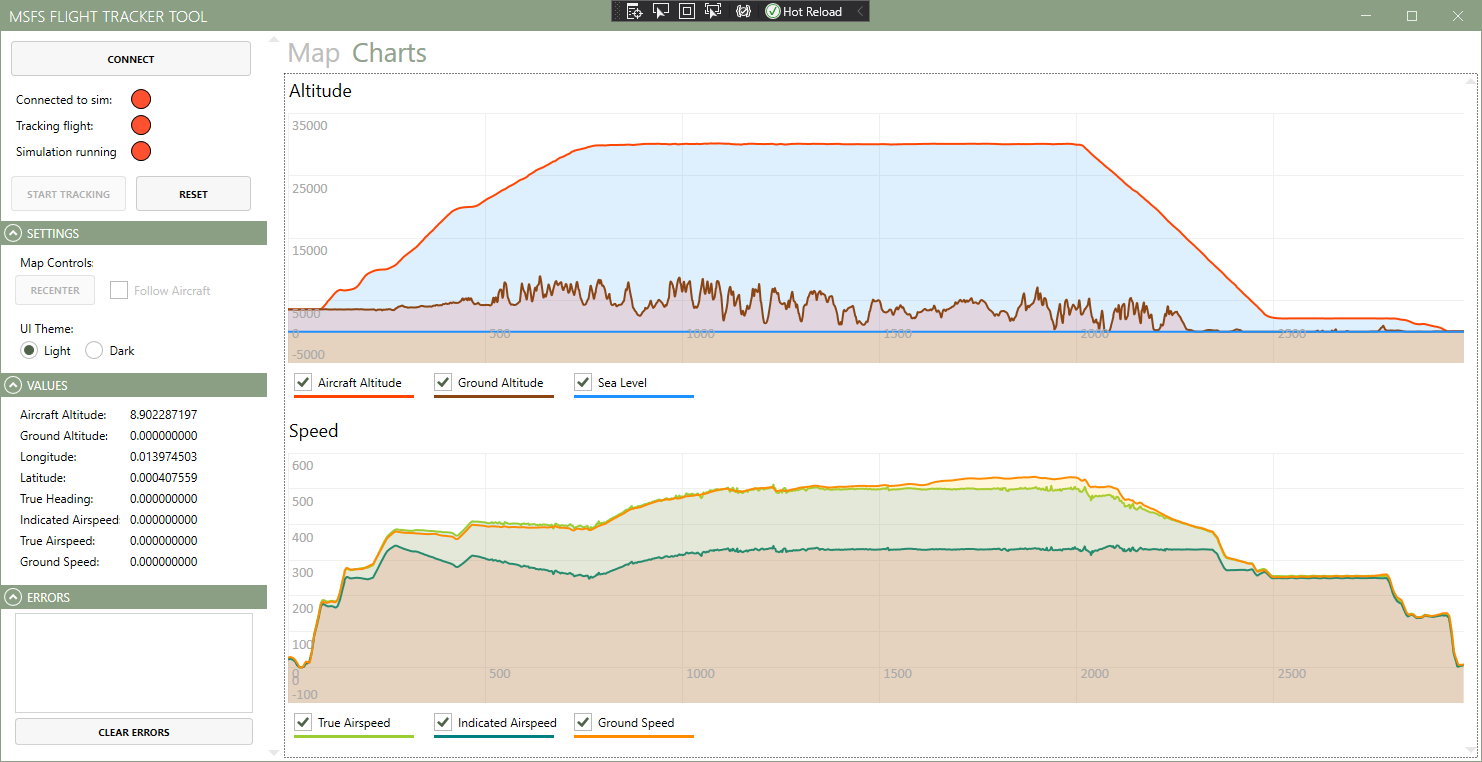 MSFS FLIGHT TRACKER TOOL
Hot Reload
CONNECT
Connected to sim:
Tracking flight:
Simulation running
START TRACKING
RESET
SETTINGS
Map Controls:
RECENTER
Follow Aircraft
UI Theme:
Light
Dark
VALUES
Aircraft Altitude: 8.902287197
Ground Altitude: 0.000000000
Longitude: 0.013974503
Latitude: 0.000407559
True Heading: 0.000000000
Indicated Airspeed: 0.000000000
True Airspeed: 0.000000000
Ground Speed: 0.000000000
ERRORS
CLEAR ERRORS
Map Charts
Altitude
35000
25000
15000
5000
0 500 1000 1500 2000 2500
-5000
Aircraft Altitude
Ground Altitude
Sea Level
Speed
600
500
400
300
200
100
0
0 500 1000 1500 2000 2500
-100
True Airspeed
Indicated Airspeed
Ground Speed